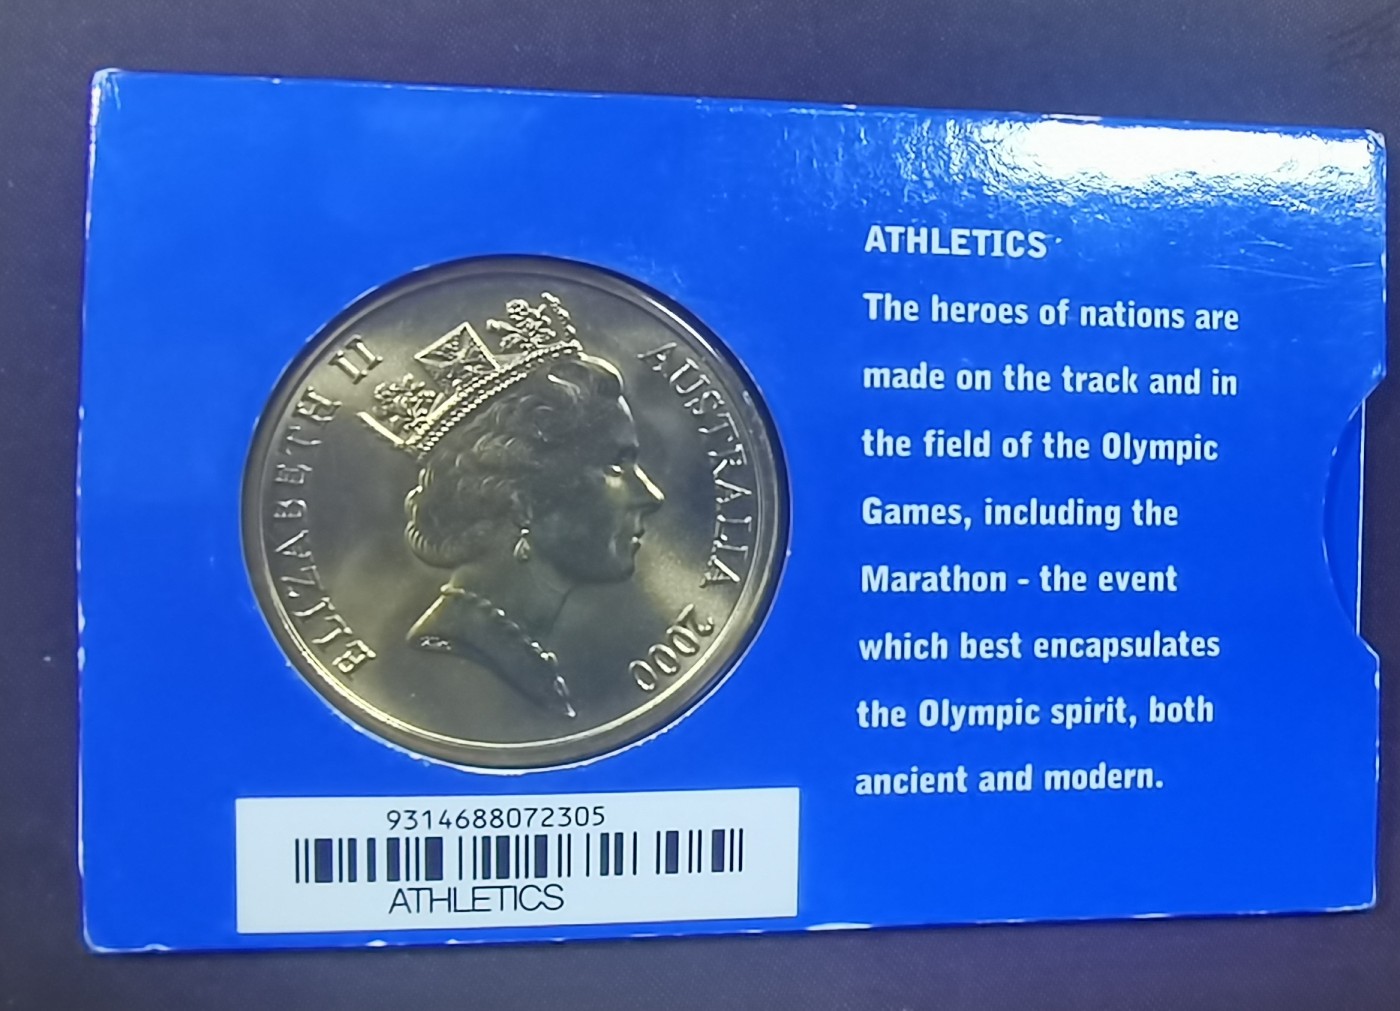 ELIZABETH II
AUSTRALIA 2000
9314688072305
ATHLETICS
ATHLETICS
The heroes of nations are
made on the track and in
the field of the Olympic
Games, including the
Marathon - the event
which best encapsulates
the Olympic spirit, both
ancient and modern.